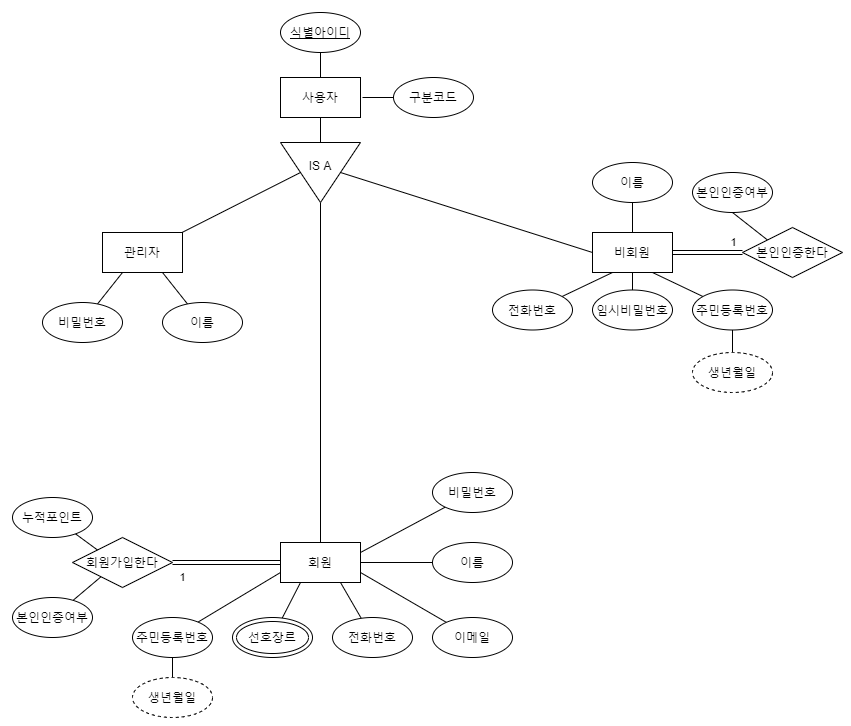 식별아이디
사용자
구분코드
IS A
이름
본인인증여부
관리자
비회원
1
본인인증한다
비밀번호
이름
전화번호
임시비밀번호
주민등록번호
생년월일
비밀번호
누적포인트
회원가입한다
1
회원
이름
본인인증여부
주민등록번호
선호장르
전화번호
이메일
생년월일